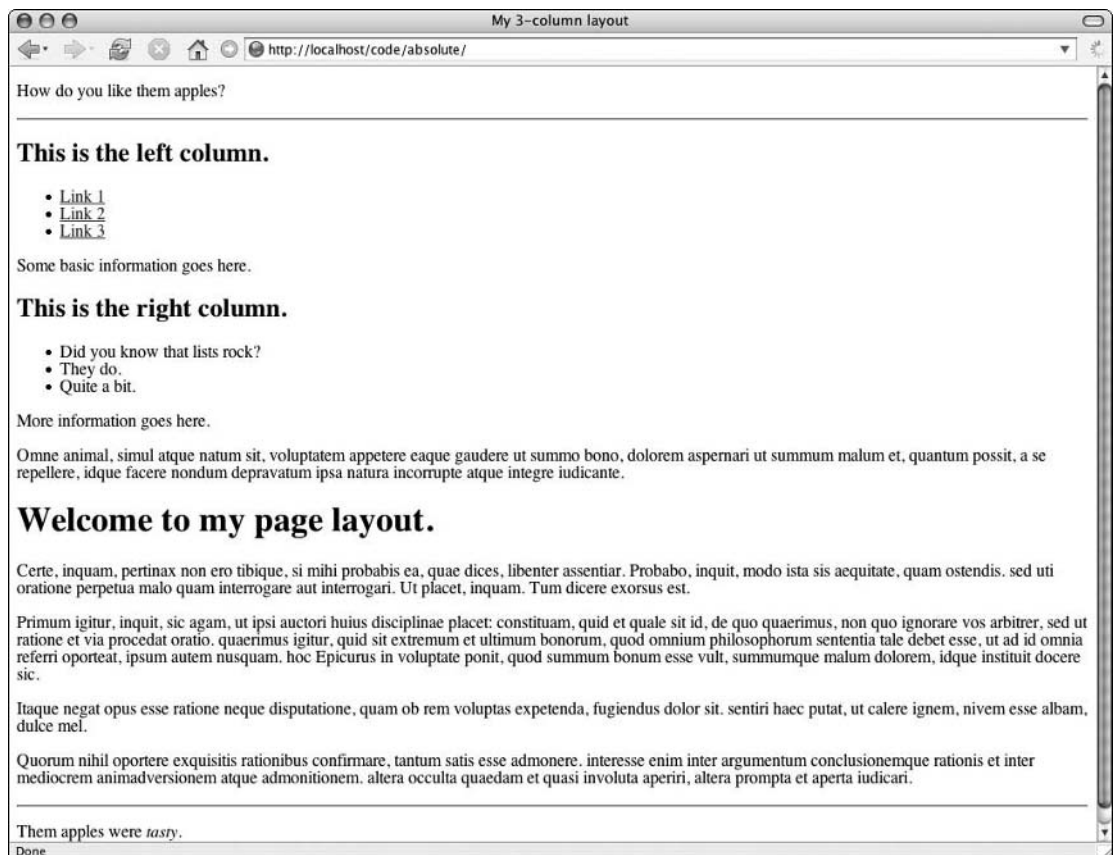 My 3-column layout
http://localhost/code/absolute/
How do you like them apples?
This is the left column.
• Link 1
• Link 2
• Link 3
Some basic information goes here.
This is the right column.
• Did you know that lists rock?
• They do.
• Quite a bit.
More information goes here.
Omne animal, simul atque natum sit, voluptatem appetere eaque gaudere ut summo bono, dolorem aspernari ut summum malum et, quantum possit, a se
repellere, idque facere nondum depravatum ipsa natura incorrupte atque integre iudicante.
Welcome to my page layout.
Certe, inquam, pertinax non ero tibique, si mihi probabis ea, quae dices, libenter assentiar. Probabo, inquit, modo ista sis aequitate, quam ostendis. sed uti
oratione perpetua malo quam interrogare aut interrogari. Ut placet, inquam. Tum dicere exorsus est.
Primum igitur, inquit, sic agam, ut ipsi auctori huius disciplinae placet: constituam, quid et quale sit id, de quo quaerimus, non quo ignorare vos arbitrer, sed ut
ratione et via procedat oratio. quaerimus igitur, quid sit extremum et ultimum bonorum, quod omnium philosophorum sententia tale debet esse, ut ad id omnia
referri oporteat, ipsum autem nusquam. hoc Epicurus in voluptate ponit, quod summum bonum esse vult, summumque malum dolorem, idque instituit docere
sic.
Itaque negat opus esse ratione neque disputatione, quam ob rem voluptas expetenda, fugiendus dolor sit. sentiri haec putat, ut calere ignem, nivem esse albam,
dulce mel.
Quorum nihil oportere exquisitis rationibus confirmare, tantum satis esse admonere. interesse enim inter argumentum conclusionemque rationis et inter
mediocrem animadversionem atque admonitionem. altera occulta quaedam et quasi involuta aperiri, altera prompta et aperta iudicari.
Them apples were tasty.
Done